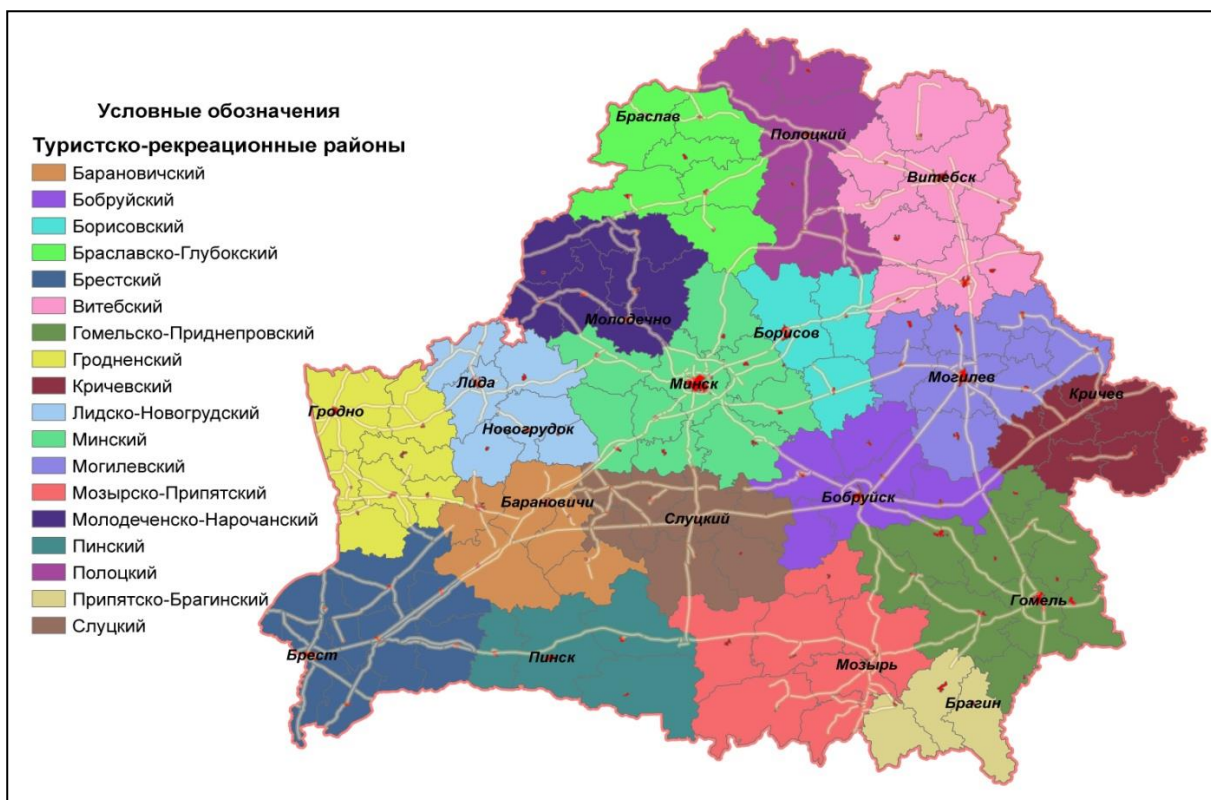 Условные обозначения
Туристско-рекреационные районы
Барановичский
Бобруйский
Борисовский
Браславско-Глубокский
Брестский
Витебский
Гомельско-Приднепровский
Гродненский
Кричевский
Лидско-Новогрудский
Минский
Могилевский
Мозырско-Припятский
Молодеченско-Нарочанский
Пинский
Полоцкий
Припятско-Брагинский
Слуцкий
Браслав
Полоцкий
Витебск
Молодечно
Борисов
Лида
Минск
Могилев
Кричев
Гродно
Новогрудок
Барановичи
Слуцкий
Бобруйск
Гомель
Брест
Пинск
Мозырь
Брагин